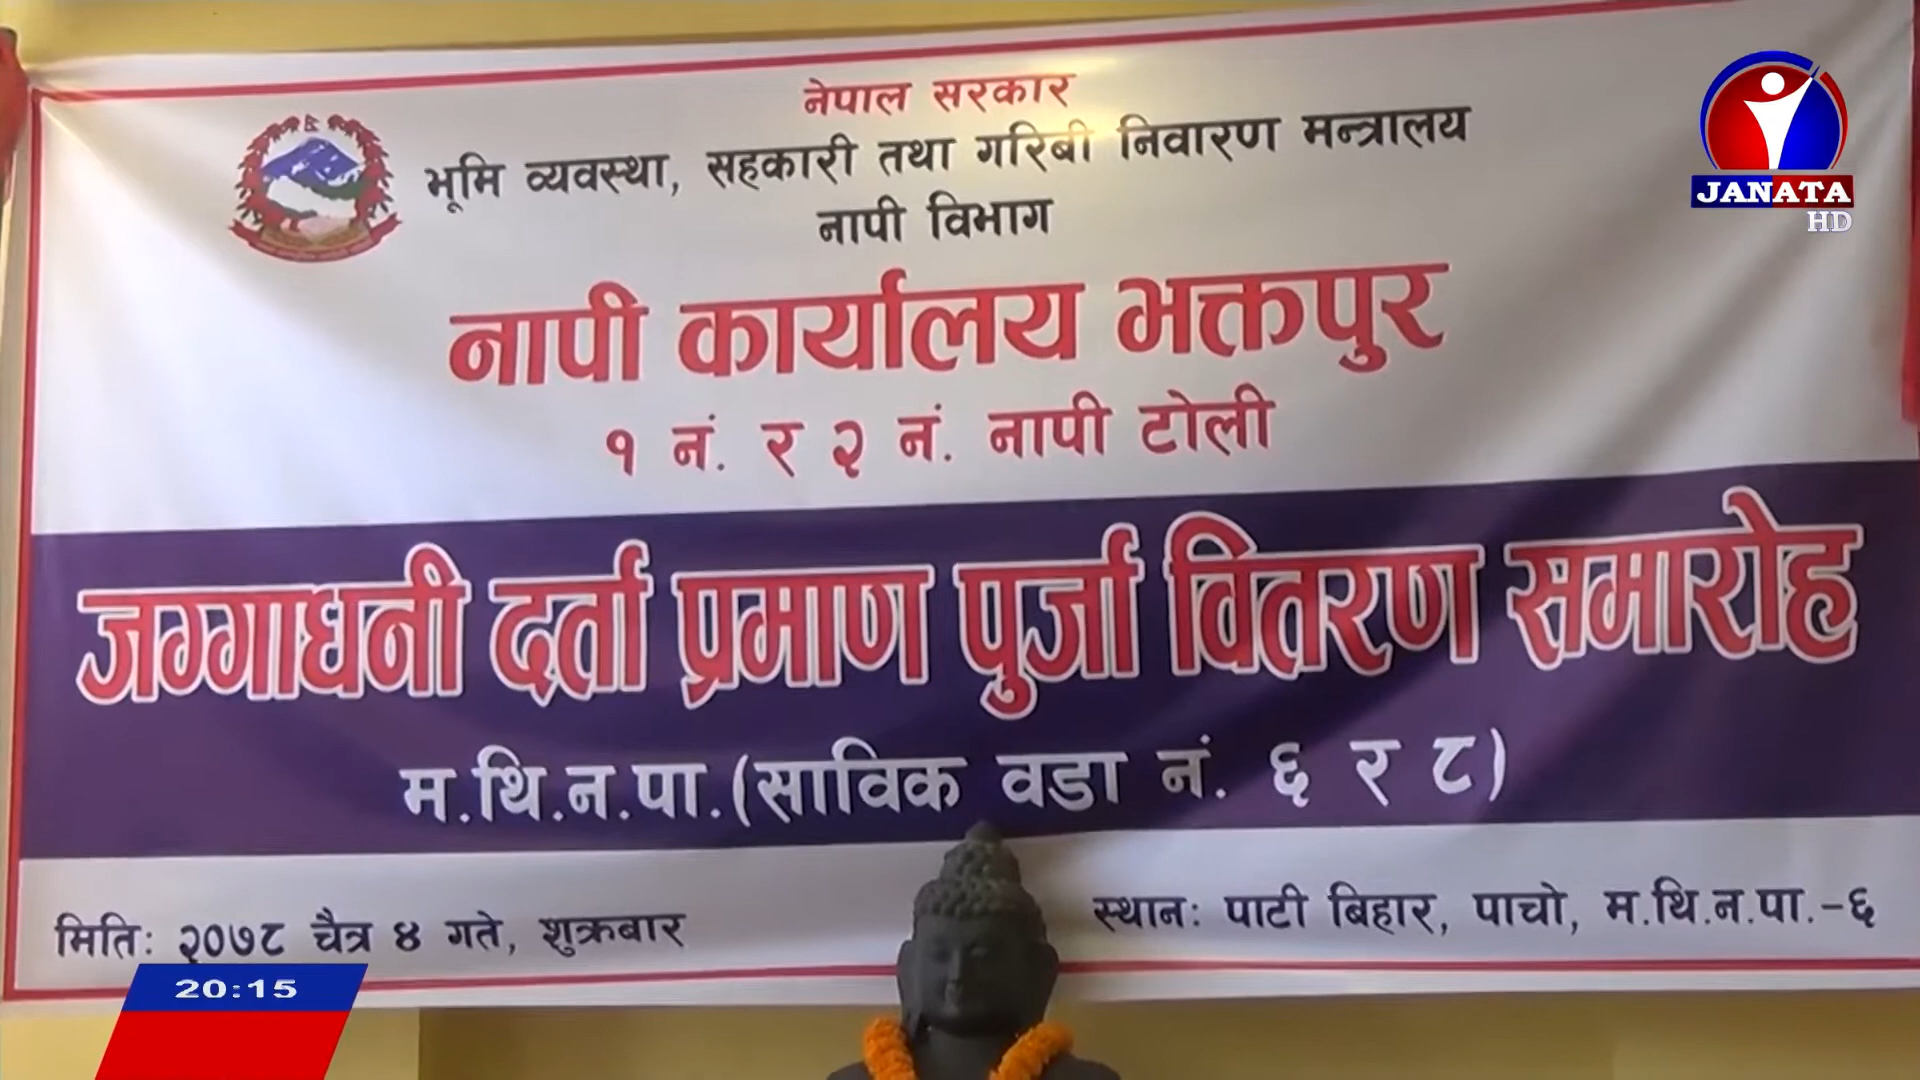 नेपाल सरकार
भूमि व्यवस्था, सहकारी तथा गरिबी निवारण मन्त्रालय
नापी विभाग
नापी कार्यालय भक्तपुर
१ नं. र २ नं. नापी टोली
जग्गाधनी दर्ता प्रमाण पुर्जा वितरण समारोह
म.थि.न.पा.(साविक वडा नं. ६ र ८)
मितिः २०७८ चैत्र ४ गते, शुक्रबार
स्थानः पाटी बिहार, पाचो, म.थि.न.पा.-६
JANATA
HD
20:15